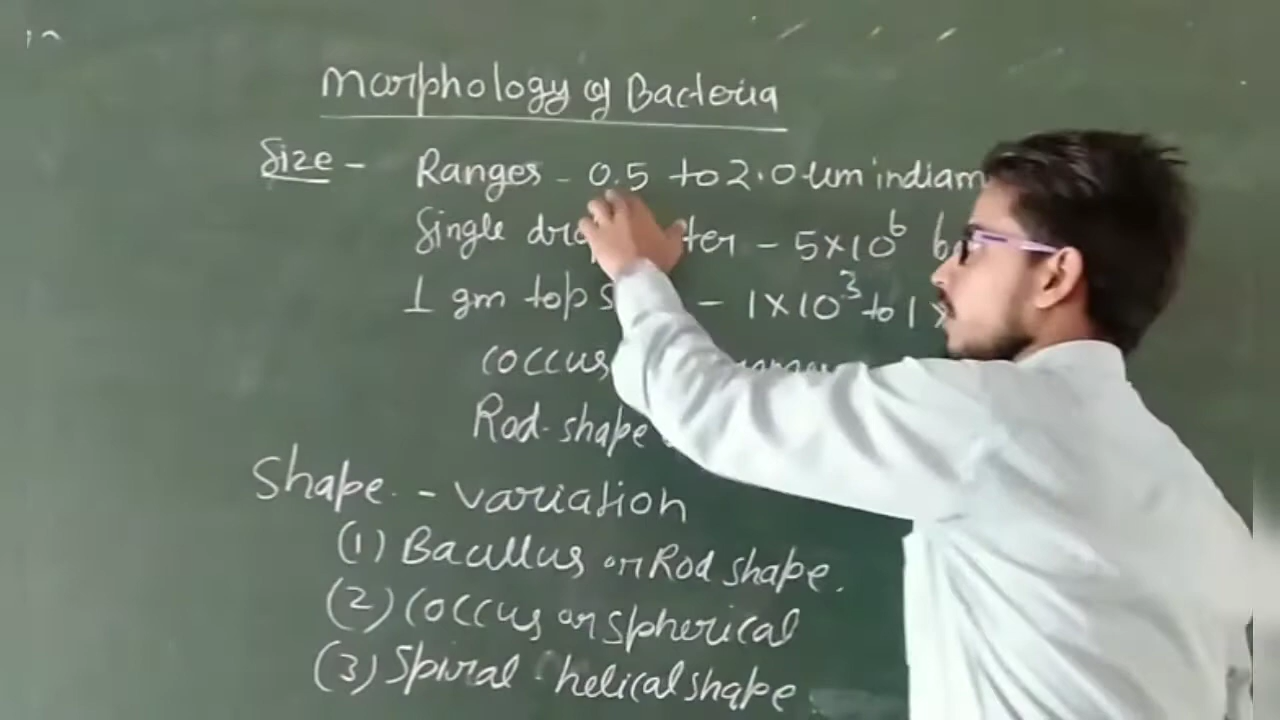 Morphology of Bacteria
Size - Ranges - 0.5 to 2.0 um in diam
Single - 5x10⁶
1 gm top - 1x10³ to 1x
Coccus
Rod-shape
Shape - variation
(1) Bacillus or Rod shape.
(2) Coccus or Spherical
(3) Spiral helical shape